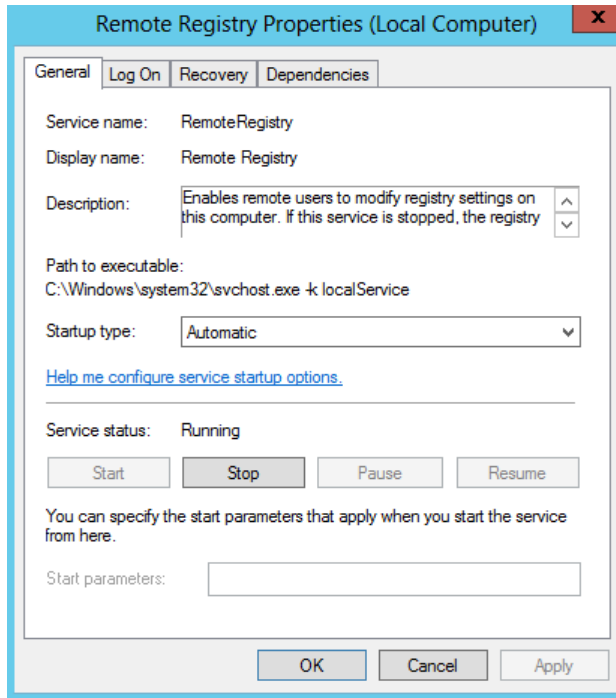 Remote Registry Properties (Local Computer)
x
General Log On Recovery Dependencies
Service name: RemoteRegistry
Display name: Remote Registry
Description: Enables remote users to modify registry settings on
this computer. If this service is stopped, the registry
Path to executable:
C:\Windows\system32\svchost.exe -k localService
Startup type: Automatic
Help me configure service startup options.
Service status: Running
Start Stop Pause Resume
You can specify the start parameters that apply when you start the service
from here.
Start parameters:
OK Cancel Apply